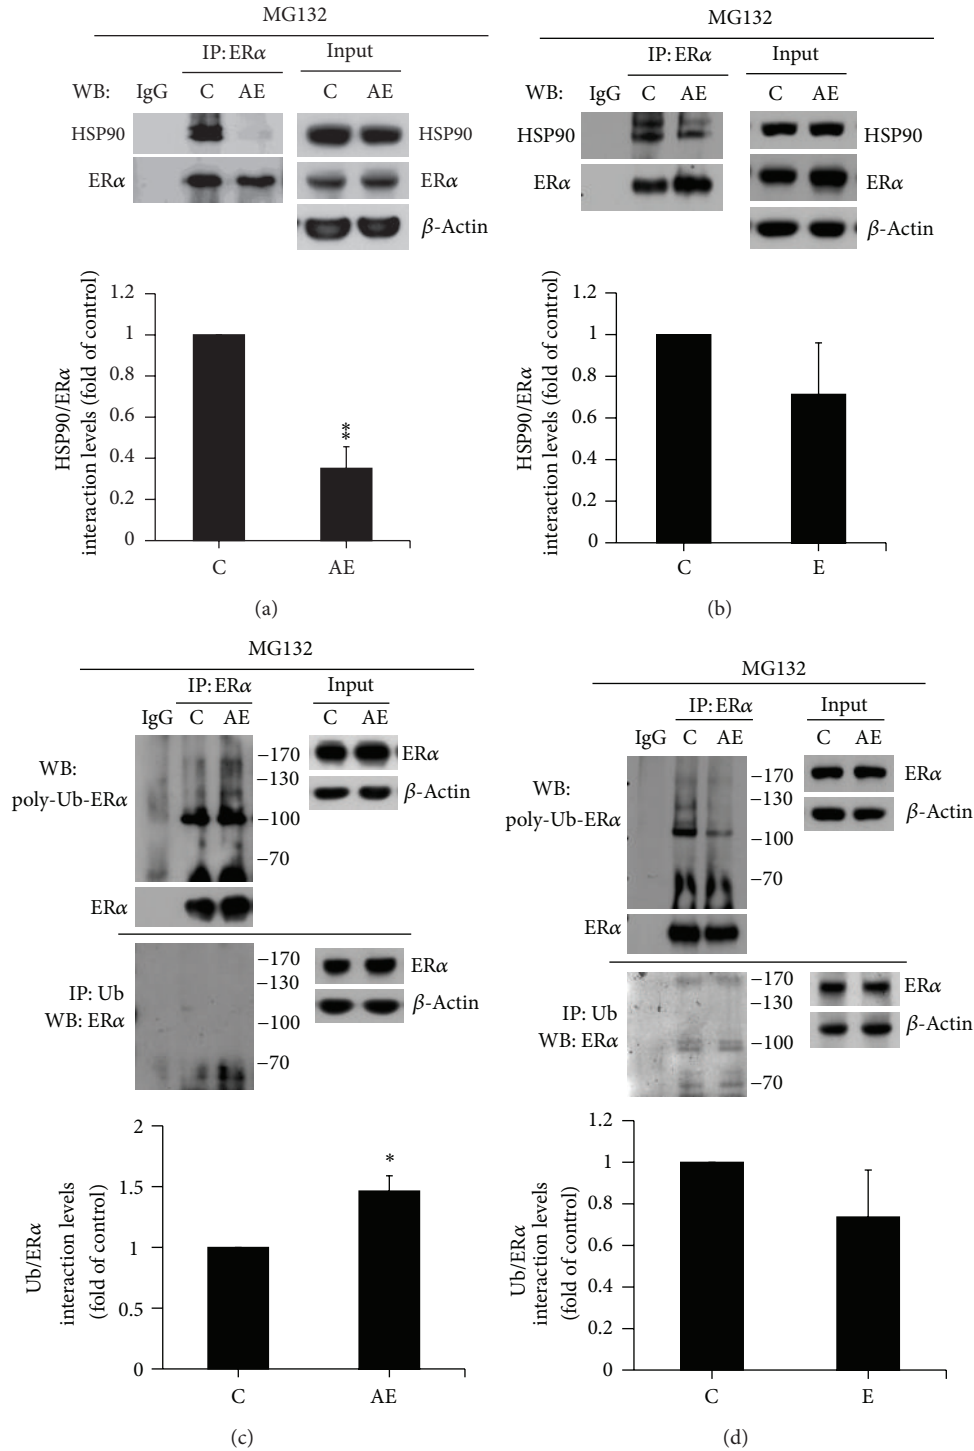 MG132
IP: ERα Input
WB: IgG C AE C AE
HSP90 HSP90
ERα ERα
β-Actin
HSP90/ERα
interaction levels (fold of control)
1.2
1
0.8
0.6
0.4
0.2
0
**
C AE
(a)
MG132
IP: ERα Input
WB: IgG C AE C AE
HSP90 HSP90
ERα ERα
β-Actin
HSP90/ERα
interaction levels (fold of control)
1.2
1
0.8
0.6
0.4
0.2
0
C E
(b)
MG132
IP: ERα Input
IgG C AE C AE
WB:
poly-Ub-ERα
–170
–130
–100
–70
ERα
β-Actin
ERα
IP: Ub
WB: ERα
–170
–130
–100
–70
ERα
β-Actin
Ub/ERα
interaction levels
(fold of control)
2
1.5
1
0.5
0
*
C AE
(c)
MG132
IP: ERα Input
IgG C AE C AE
WB:
poly-Ub-ERα
–170
–130
–100
–70
ERα
β-Actin
ERα
IP: Ub
WB: ERα
–170
–130
–100
–70
ERα
β-Actin
Ub/ERα
interaction levels
(fold of control)
1.2
1
0.8
0.6
0.4
0.2
0
C E
(d)